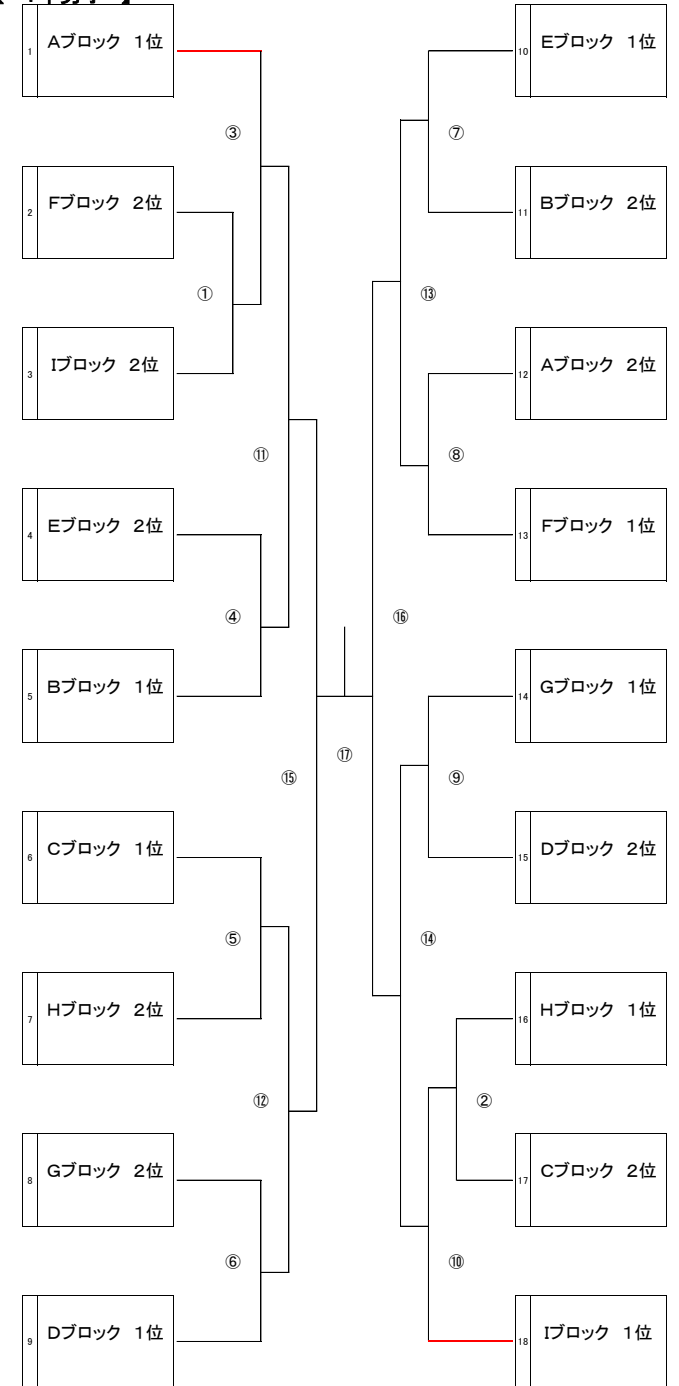 1 Aブロック 1位
③
2 Fブロック 2位
①
3 Iブロック 2位
⑪
4 Eブロック 2位
④
5 Bブロック 1位
⑮
6 Cブロック 1位
⑤
7 Hブロック 2位
⑫
8 Gブロック 2位
⑥
9 Dブロック 1位
⑰
10 Eブロック 1位
⑦
11 Bブロック 2位
⑬
12 Aブロック 2位
⑧
13 Fブロック 1位
⑯
14 Gブロック 1位
⑨
15 Dブロック 2位
⑭
16 Hブロック 1位
②
17 Cブロック 2位
⑩
18 Iブロック 1位